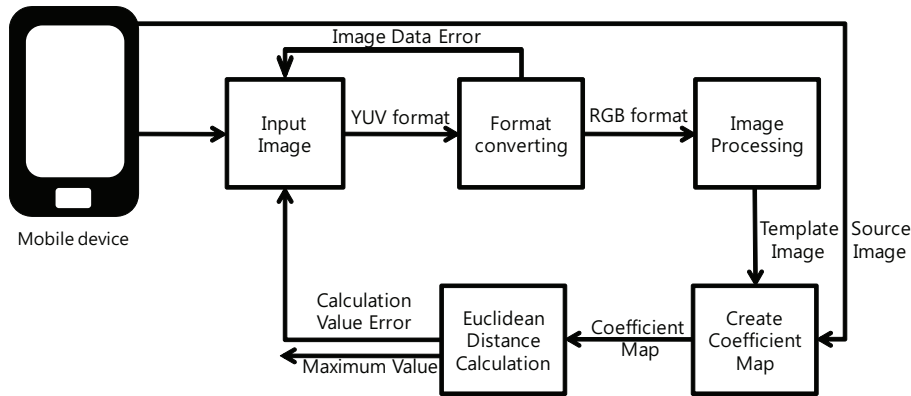 Image Data Error
Input
Image
YUV format
Format
converting
RGB format
Image
Processing
Mobile device
Template
Image
Source
Image
Calculation
Value Error
Maximum Value
Euclidean
Distance
Calculation
Coefficient
Map
Create
Coefficient
Map